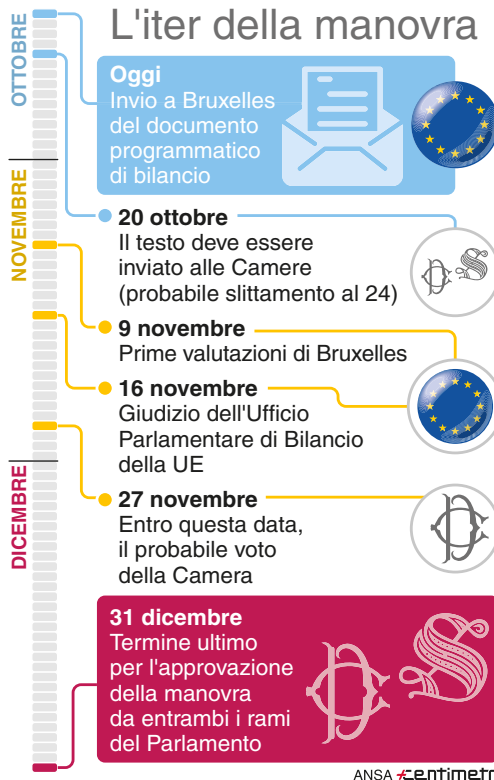 L'iter della manovra
OTTOBRE
Oggi
Invio a Bruxelles
del documento
programmatico
di bilancio
NOVEMBRE
20 ottobre
Il testo deve essere
inviato alle Camere
(probabile slittamento al 24)
9 novembre
Prime valutazioni di Bruxelles
16 novembre
Giudizio dell'Ufficio
Parlamentare di Bilancio
della UE
DICEMBRE
27 novembre
Entro questa data,
il probabile voto
della Camera
31 dicembre
Termine ultimo
per l'approvazione
della manovra
da entrambi i rami
del Parlamento
ANSA centimetri